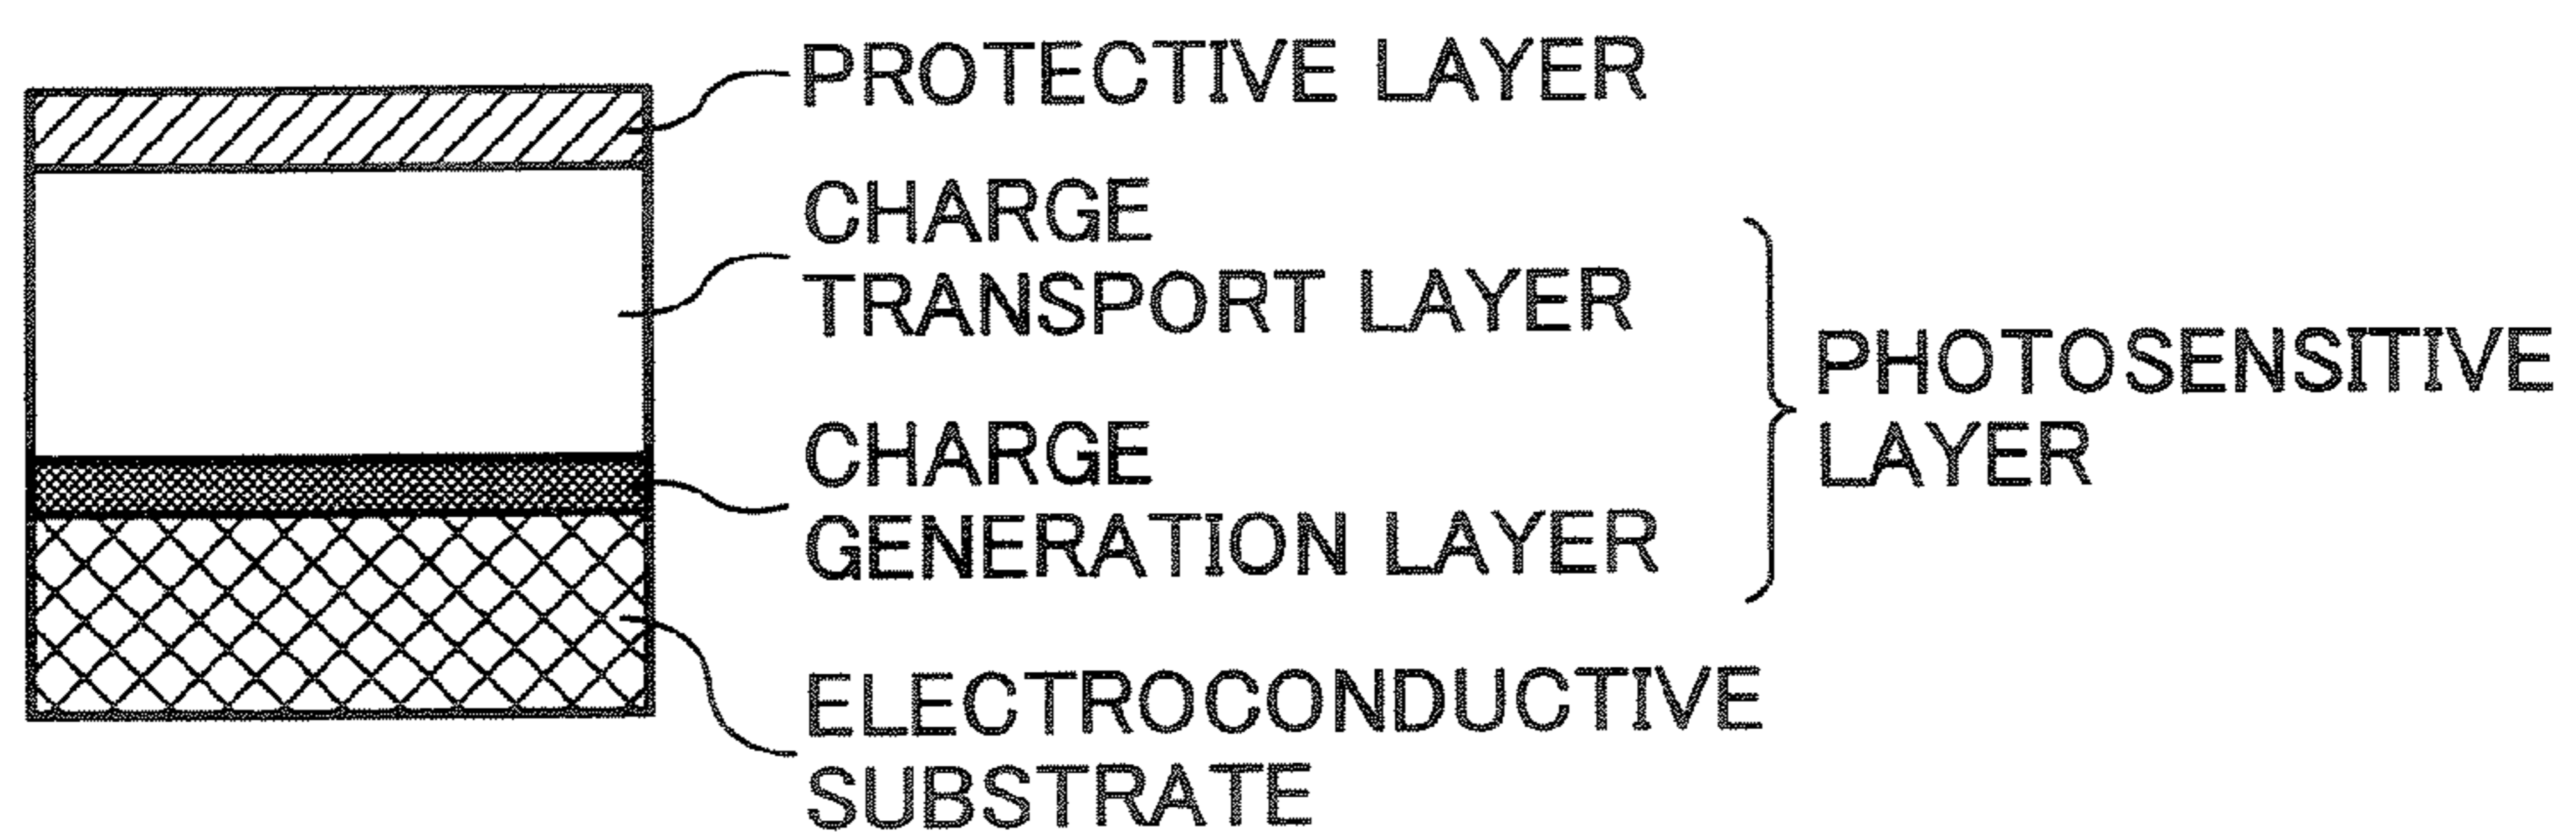 PROTECTIVE LAYER
CHARGE
TRANSPORT LAYER
CHARGE
GENERATION LAYER
PHOTOSENSITIVE
LAYER
ELECTROCONDUCTIVE
SUBSTRATE